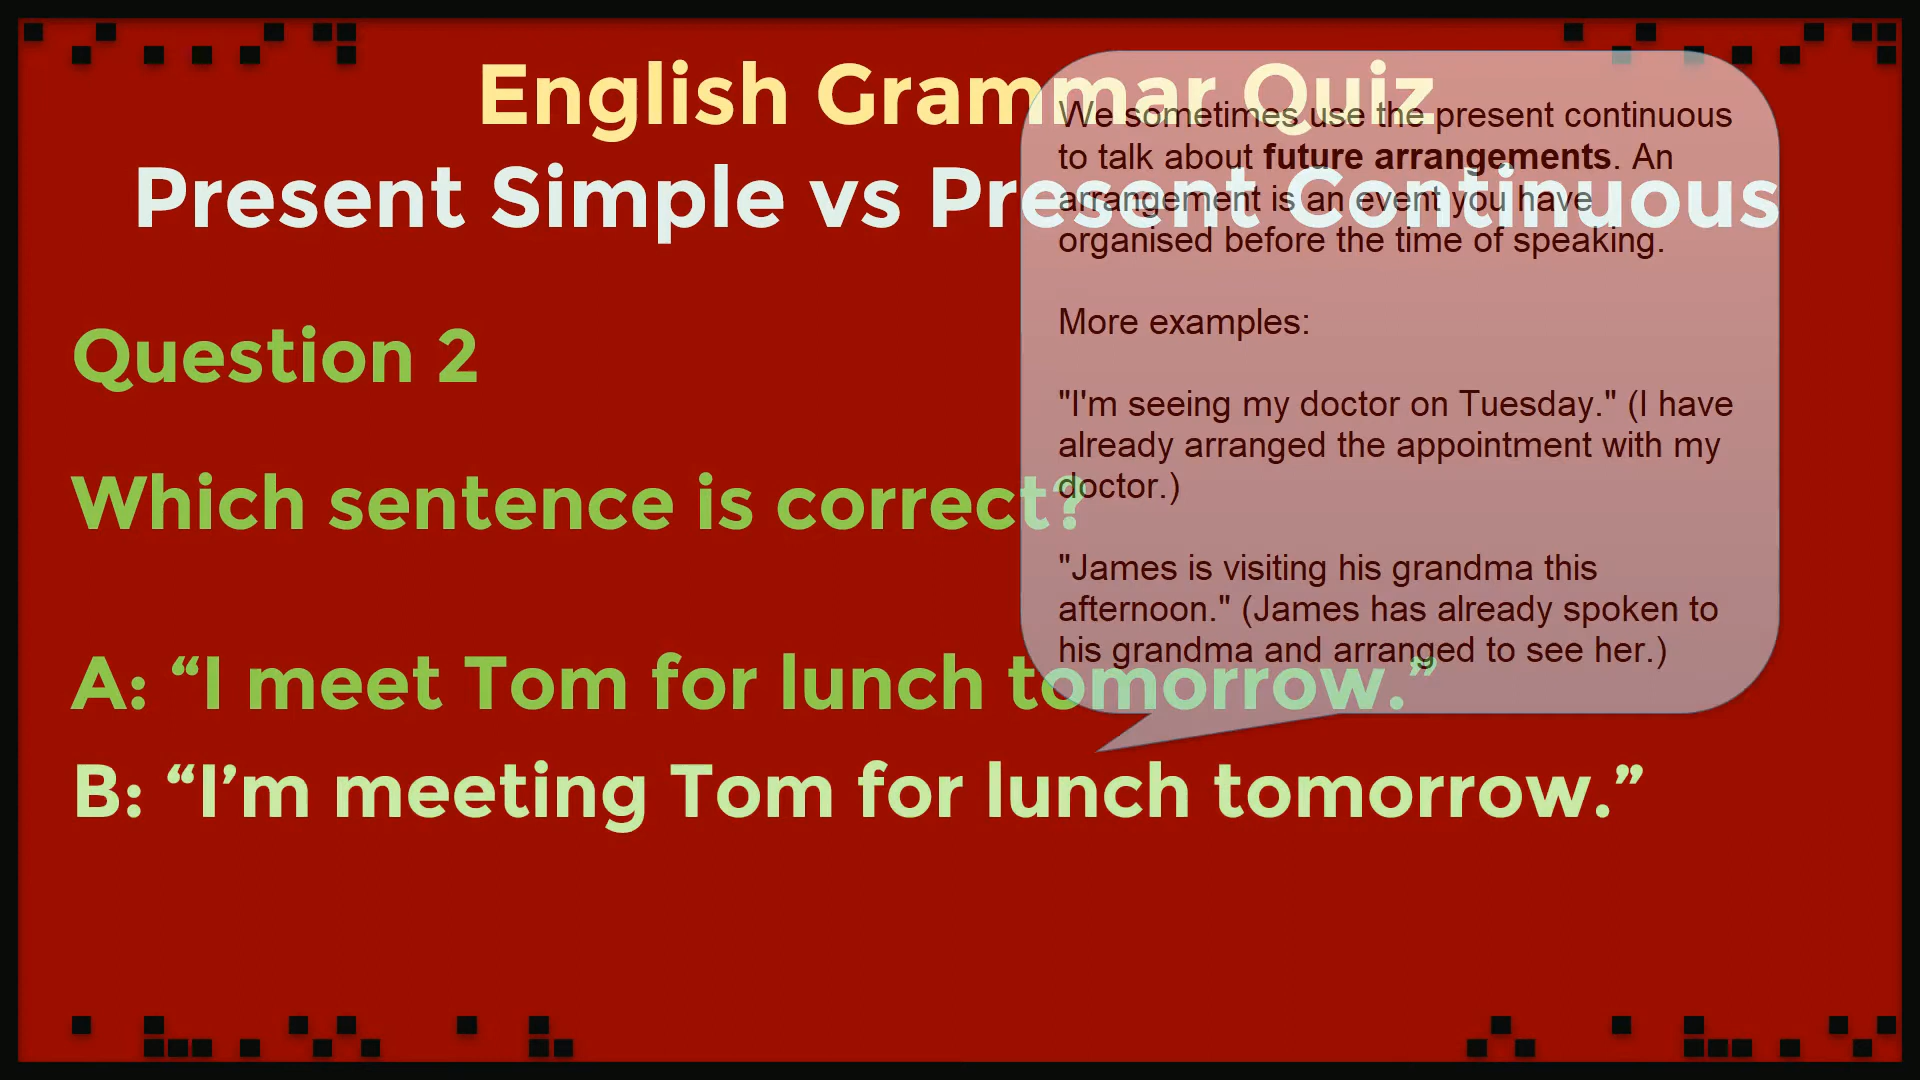 English Grammar Quiz
Present Simple vs Present Continuous
Question 2
Which sentence is correct?
A: “I meet Tom for lunch tomorrow.”
B: “I’m meeting Tom for lunch tomorrow.”
We sometimes use the present continuous
to talk about future arrangements. An
arrangement is an event you have
organised before the time of speaking.
More examples:
"I'm seeing my doctor on Tuesday." (I have
already arranged the appointment with my
doctor.)
"James is visiting his grandma this
afternoon." (James has already spoken to
his grandma and arranged to see her.)